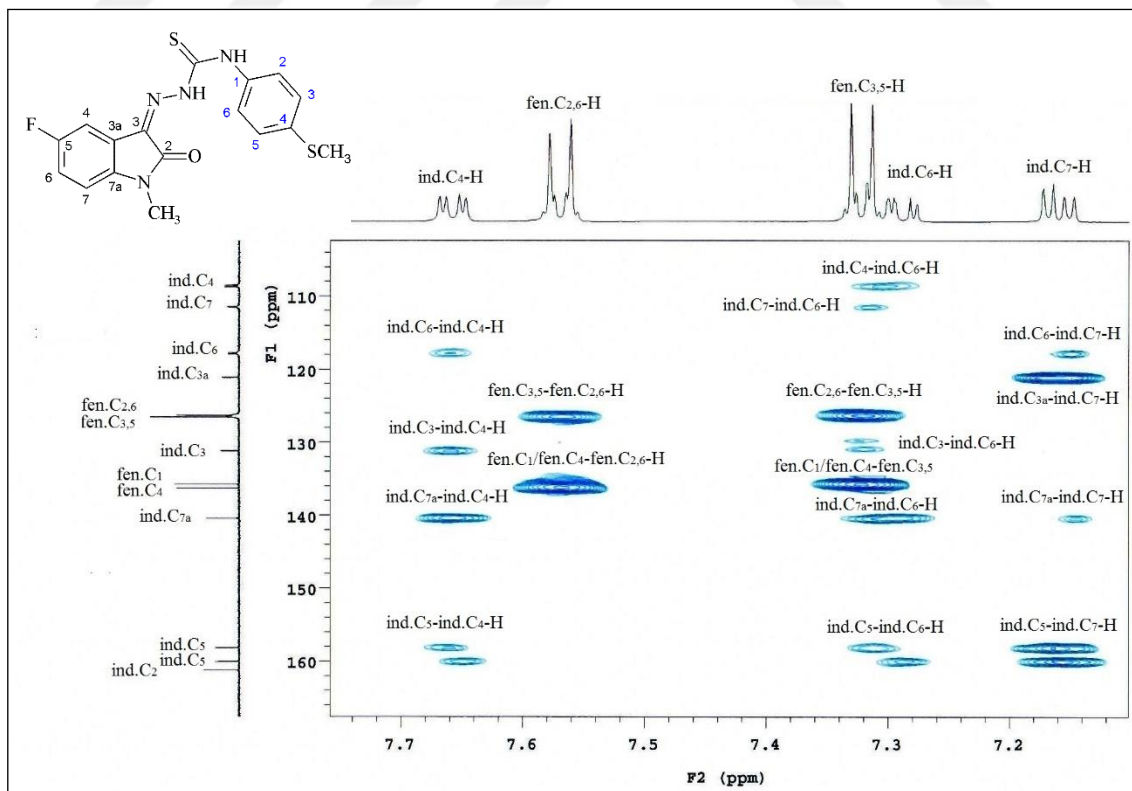 S
NH
N
NH
F
O
N
CH3
SCH3
1
2
3
4
5
6
4
3a
3
5
2
6
7a
7
ind.C4-H
fen.C2,6-H
fen.C3,5-H
ind.C6-H
ind.C7-H
ind.C4
ind.C7
ind.C6
ind.C3a
fen.C2,6
fen.C3,5
ind.C3
fen.C1
fen.C4
ind.C7a
ind.C5
ind.C5
ind.C2
F1 (ppm)
110
120
130
140
150
160
ind.C4-ind.C6-H
ind.C7-ind.C6-H
ind.C6-ind.C4-H
ind.C6-ind.C7-H
fen.C3,5-fen.C2,6-H
fen.C2,6-fen.C3,5-H
ind.C3a-ind.C7-H
ind.C3-ind.C4-H
ind.C3-ind.C6-H
fen.C1/fen.C4-fen.C2,6-H
fen.C1/fen.C4-fen.C3,5
ind.C7a-ind.C4-H
ind.C7a-ind.C6-H
ind.C7a-ind.C7-H
ind.C5-ind.C4-H
ind.C5-ind.C6-H
ind.C5-ind.C7-H
7.7
7.6
7.5
7.4
7.3
7.2
F2 (ppm)